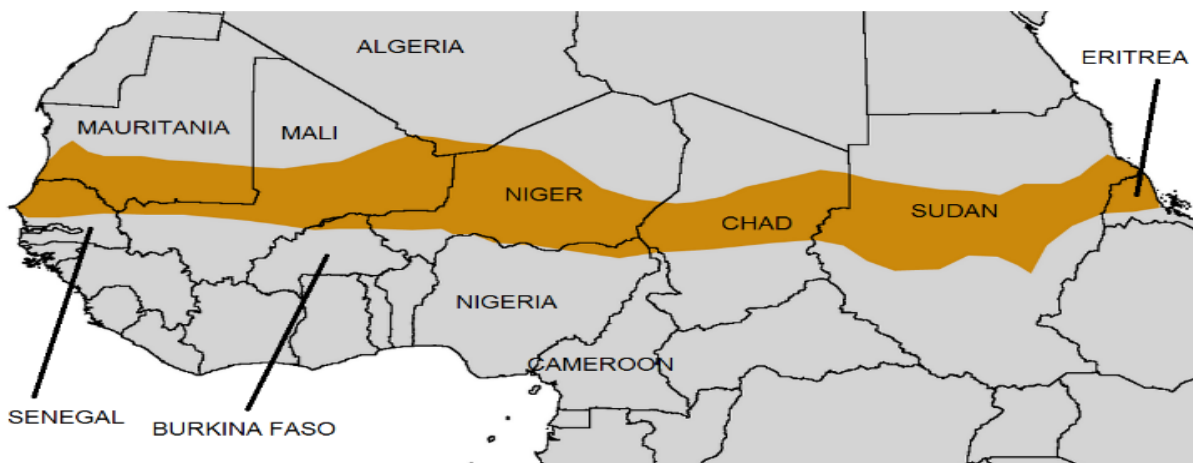 ALGERIA
ERITREA
MAURITANIA
MALI
NIGER
CHAD
SUDAN
NIGERIA
CAMEROON
SENEGAL
BURKINA FASO